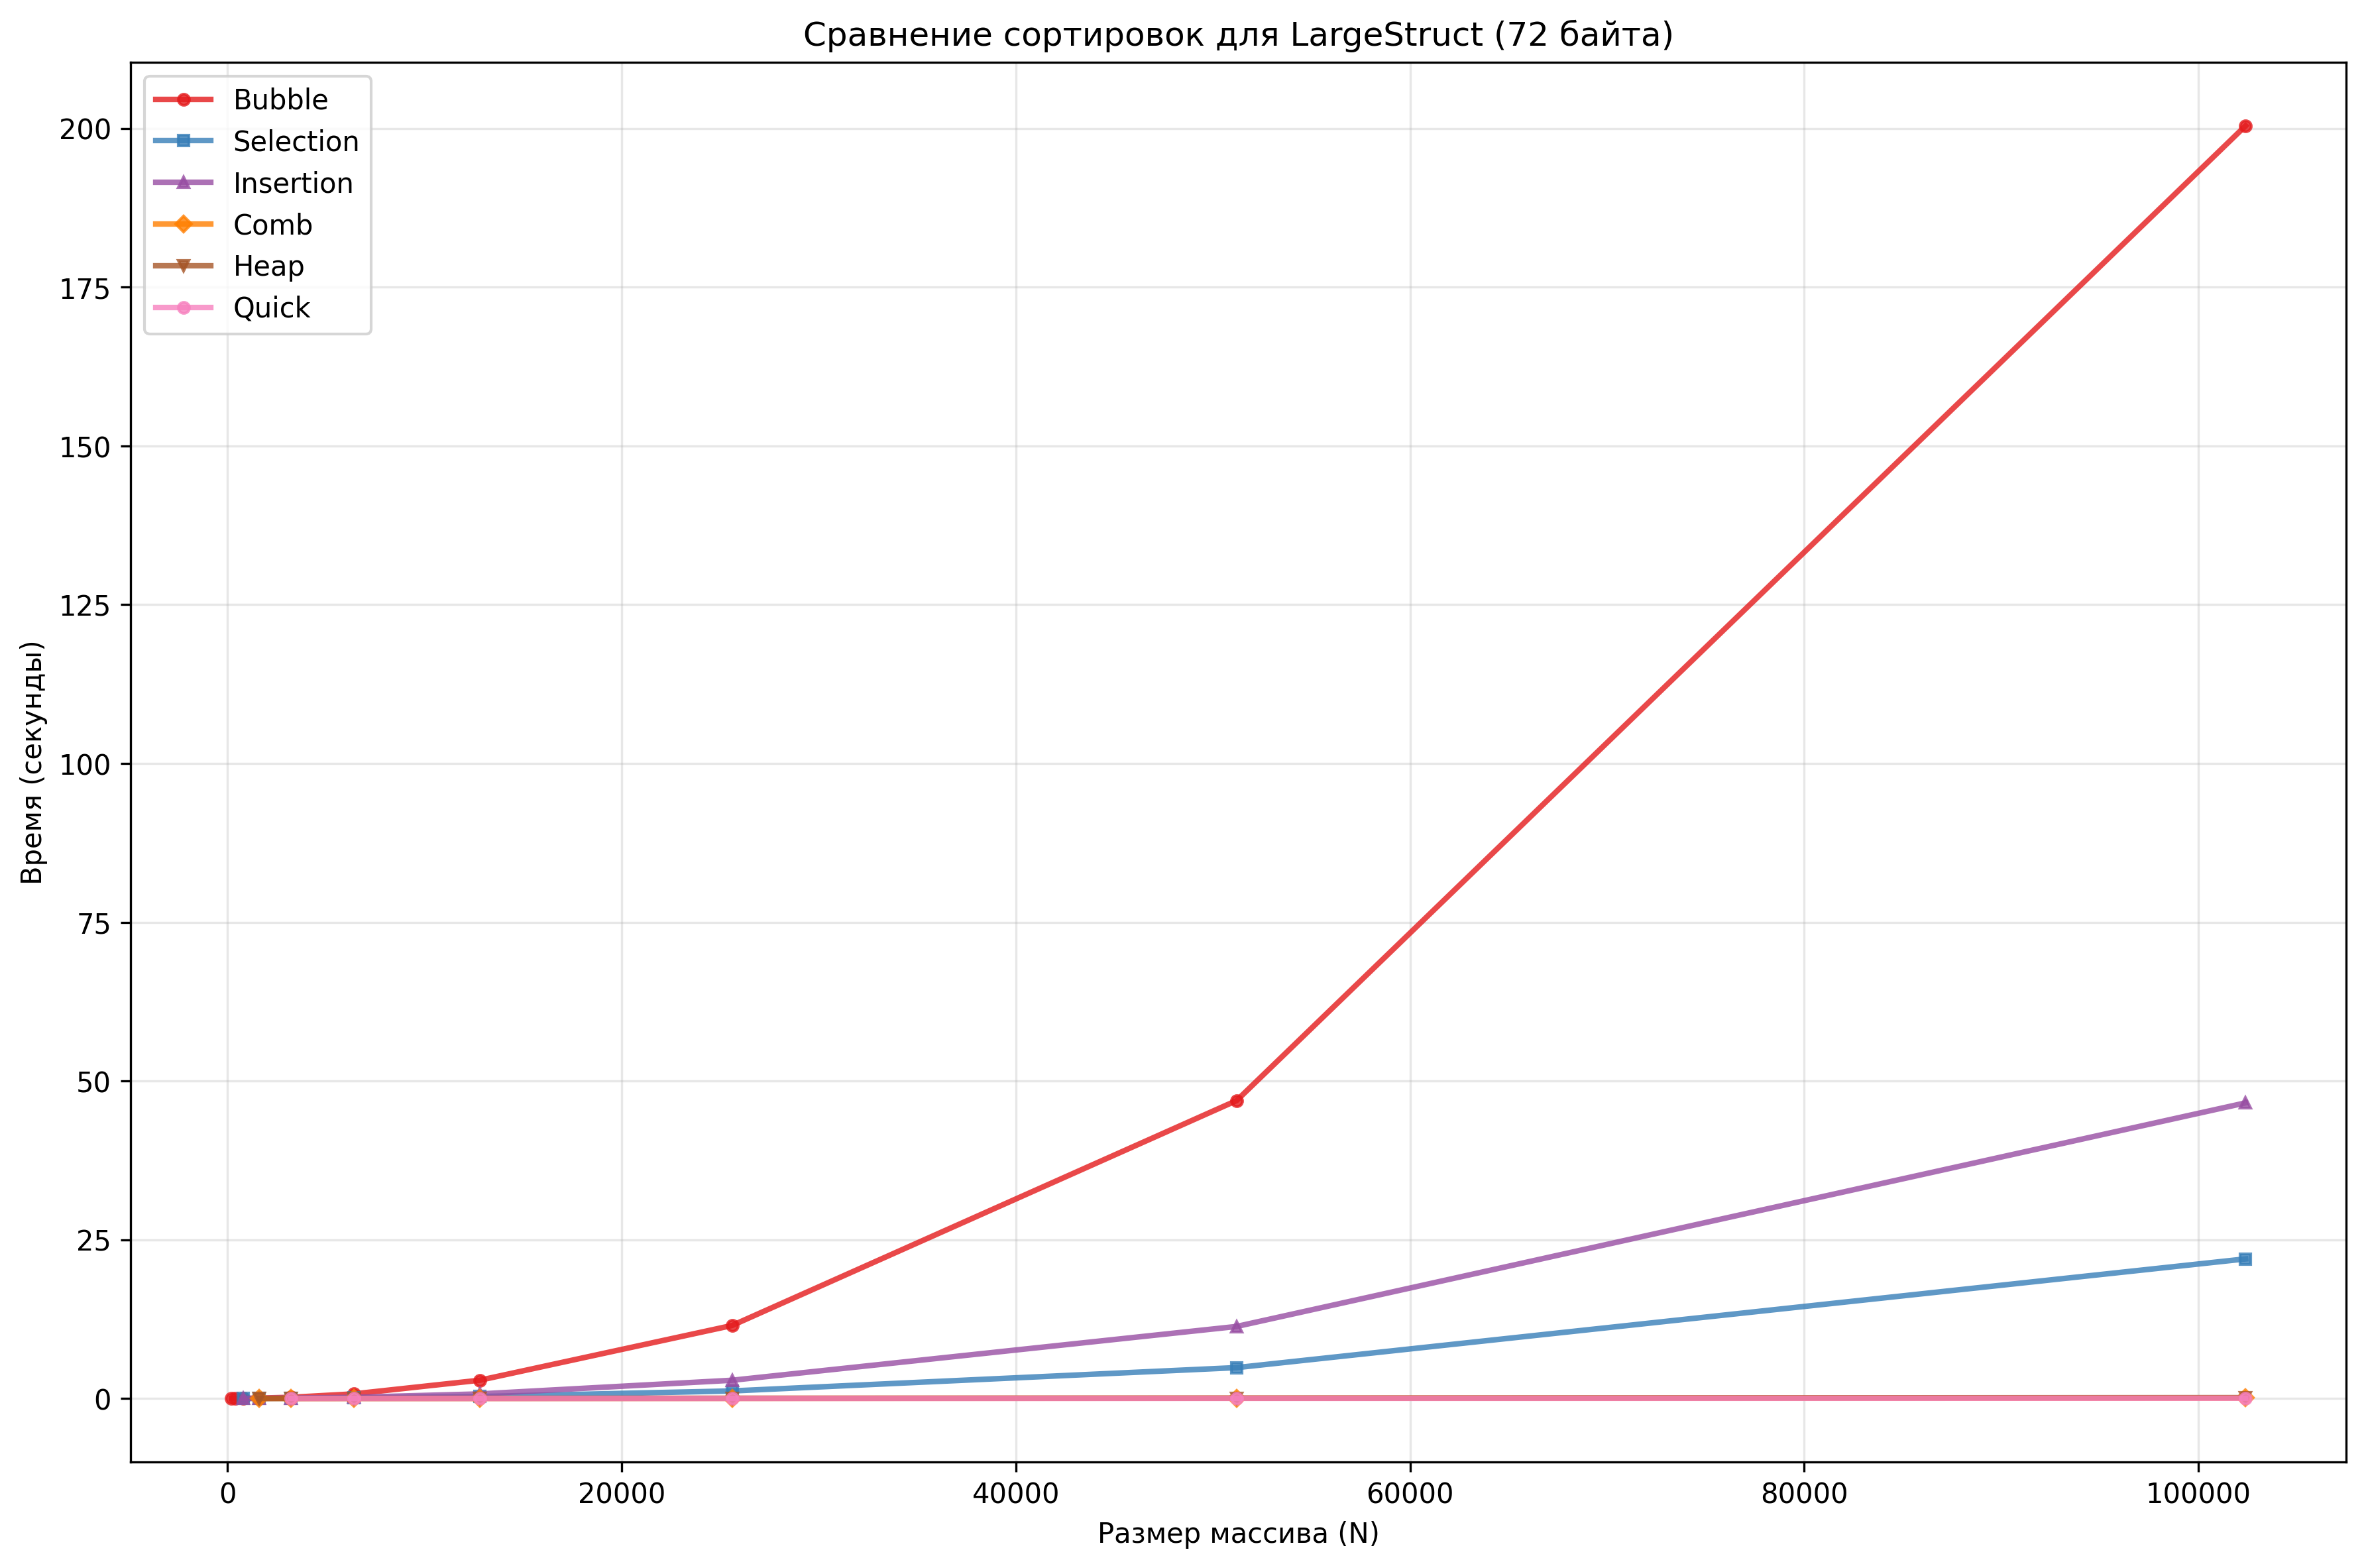 Сравнение сортировок для LargeStruct (72 байта)
Bubble
Selection
Insertion
Comb
Heap
Quick
200
175
150
125
100
75
50
25
0
Время (секунды)
0
20000
40000
60000
80000
100000
Размер массива (N)